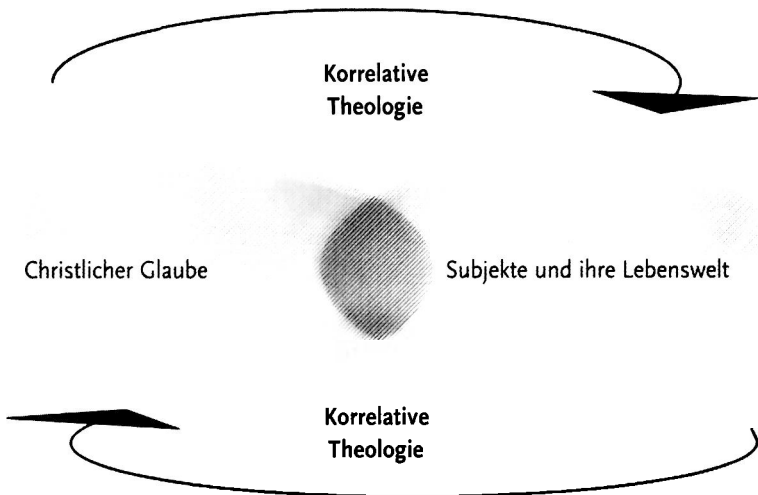 Korrelative
Theologie
Christlicher Glaube
Subjekte und ihre Lebenswelt
Korrelative
Theologie